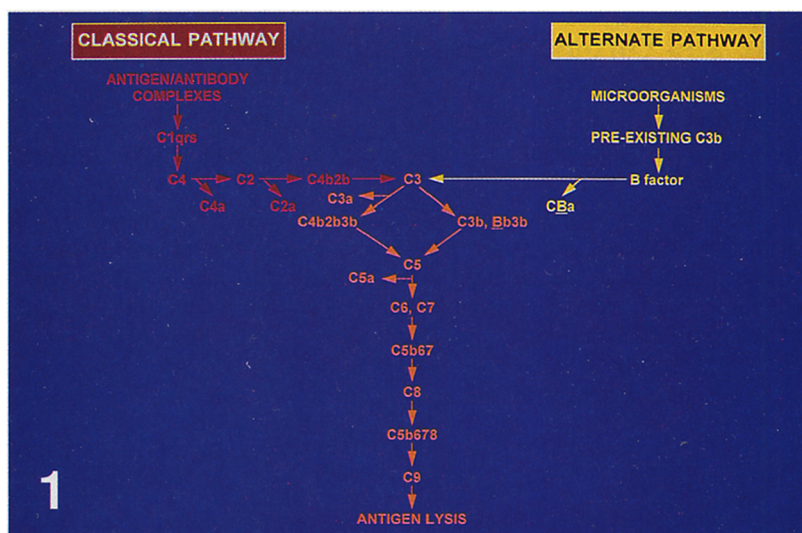 CLASSICAL PATHWAY
ALTERNATE PATHWAY
ANTIGEN/ANTIBODY
COMPLEXES
MICROORGANISMS
C1qrs
PRE-EXISTING C3b
C4
C2
C4b2b
C3
B factor
C4a
C2a
C3a
CBa
C4b2b3b
C3b, Bb3b
C5
C5a
C6, C7
C5b67
C8
C5b678
C9
ANTIGEN LYSIS
1